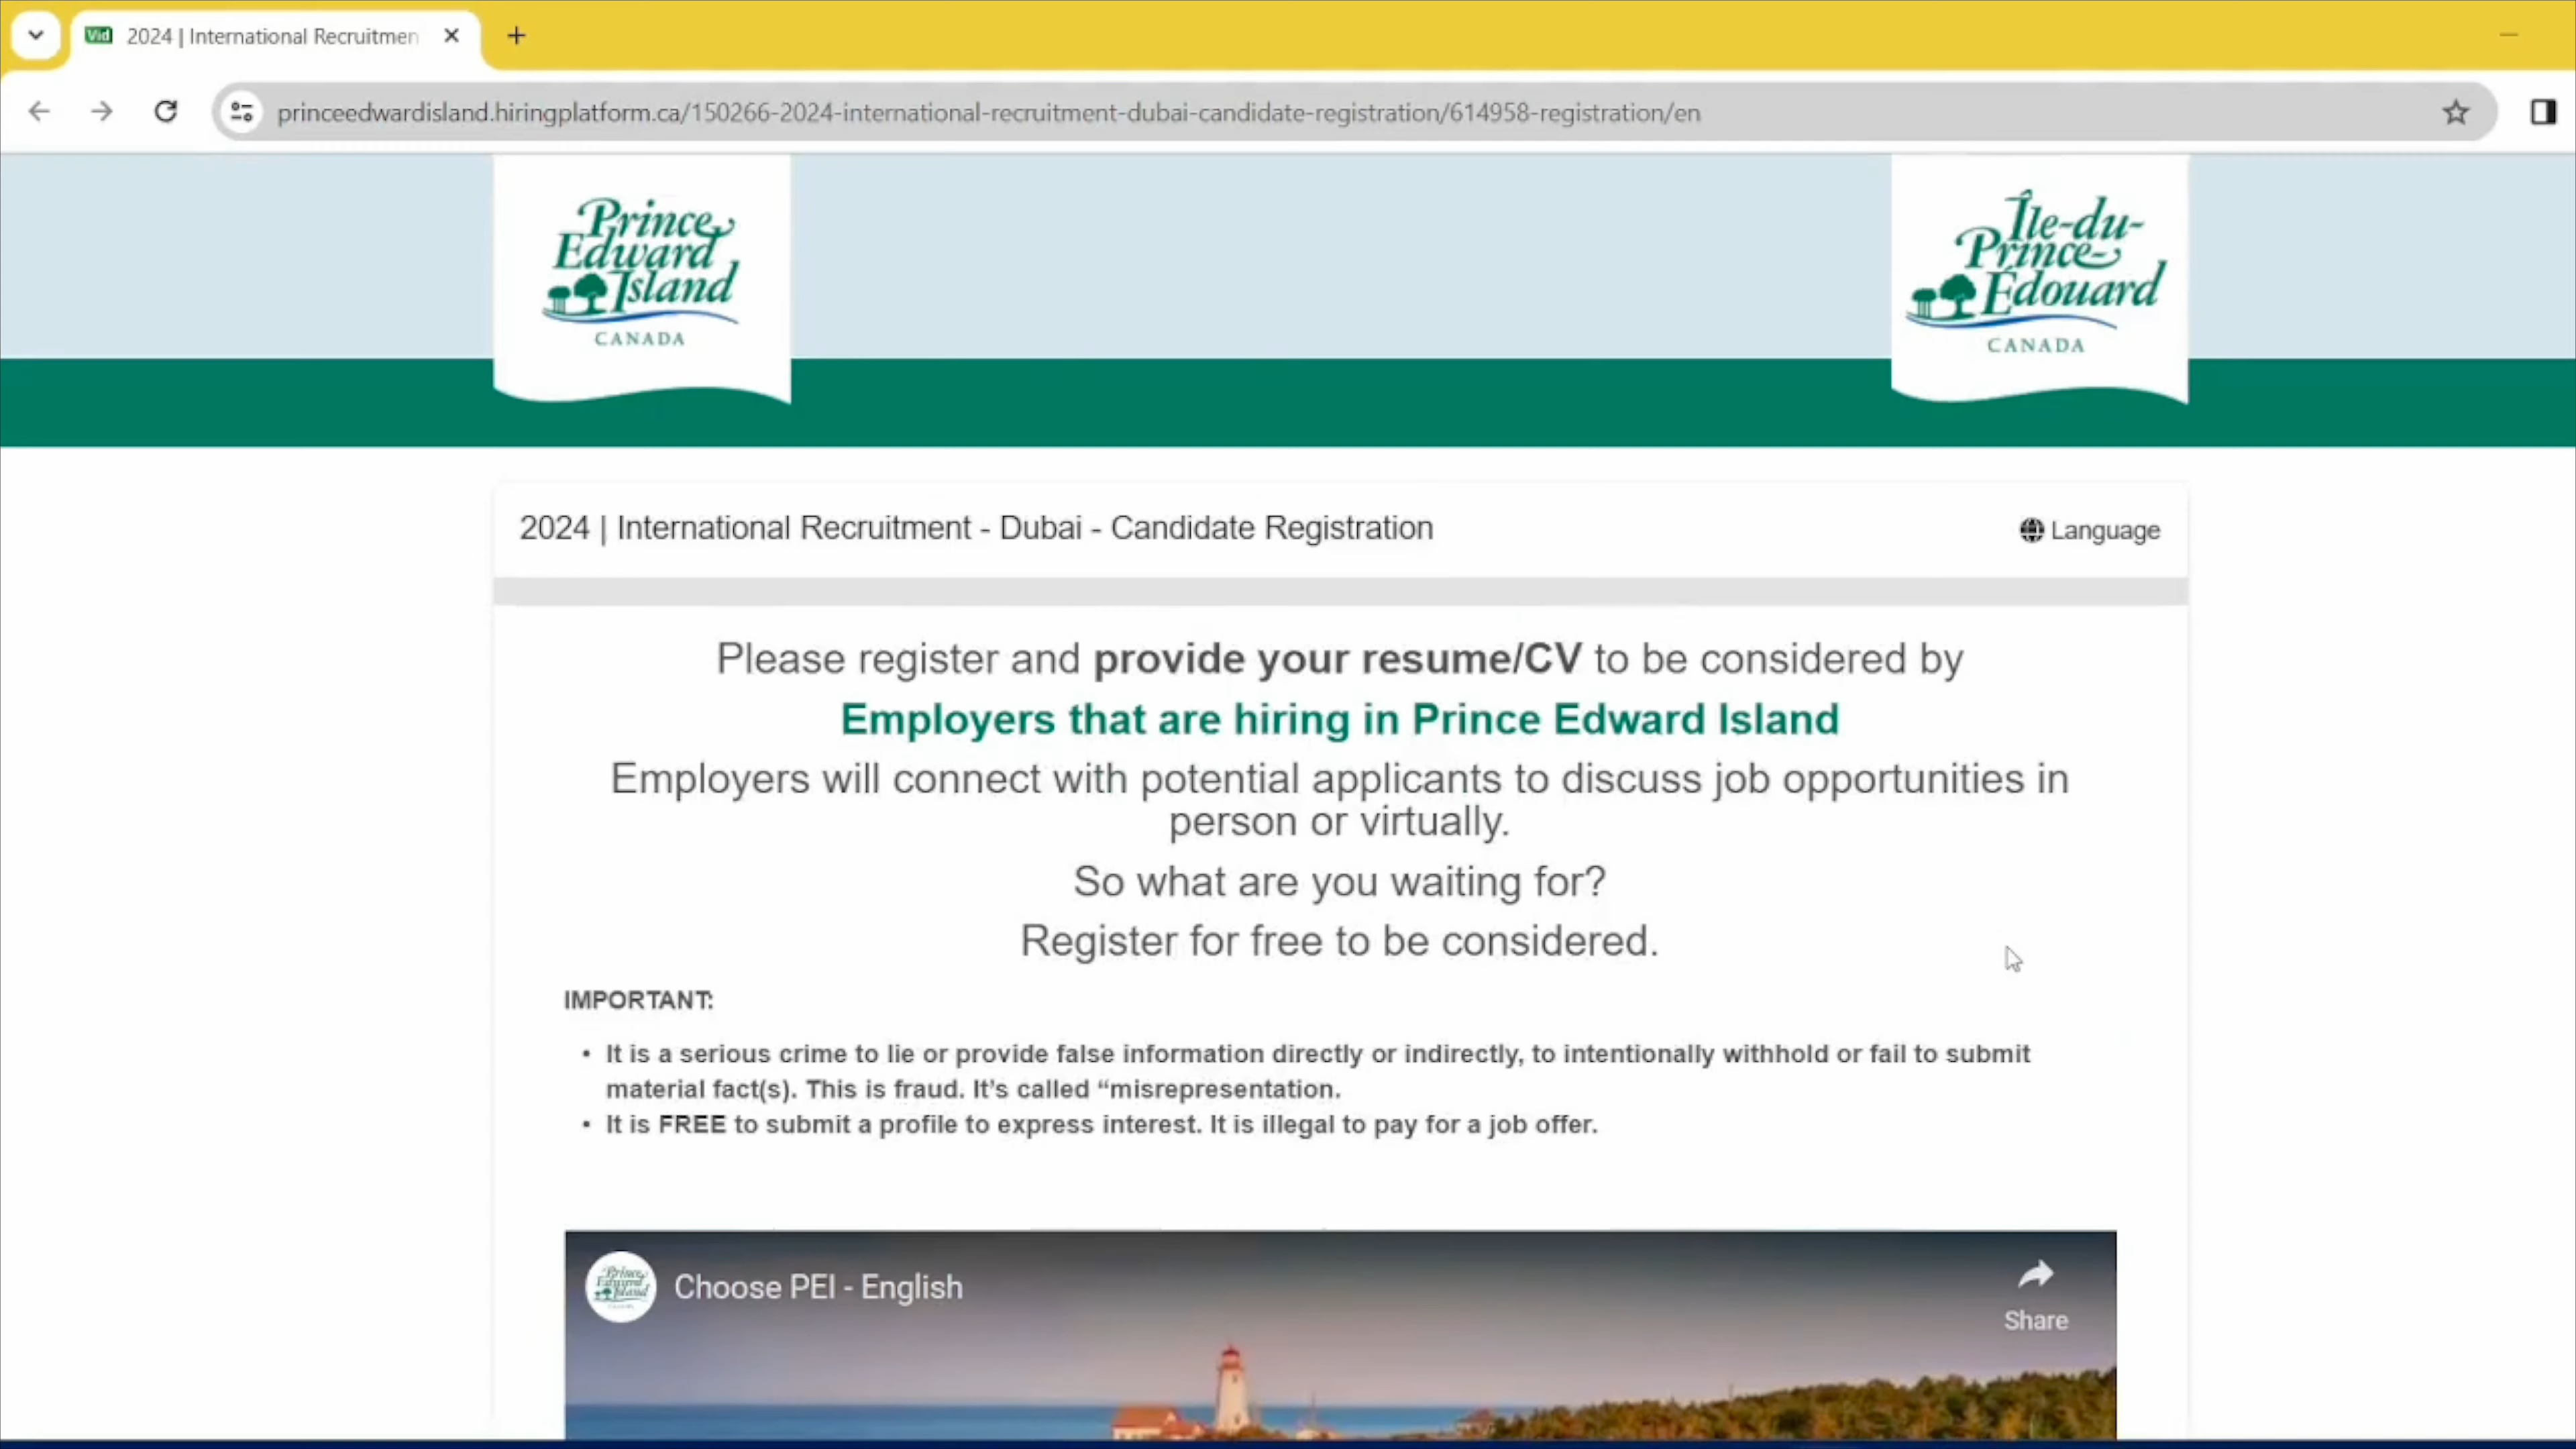 Vid 2024 | International Recruitmen
princeedwardisland.hiringplatform.ca/150266-2024-international-recruitment-dubai-candidate-registration/614958-registration/en
Prince
Edward
Island
CANADA
Île-du-
Prince-
Édouard
CANADA
2024 | International Recruitment - Dubai - Candidate Registration
Language
Please register and provide your resume/CV to be considered by
Employers that are hiring in Prince Edward Island
Employers will connect with potential applicants to discuss job opportunities in
person or virtually.
So what are you waiting for?
Register for free to be considered.
IMPORTANT:
• It is a serious crime to lie or provide false information directly or indirectly, to intentionally withhold or fail to submit
material fact(s). This is fraud. It’s called “misrepresentation.
• It is FREE to submit a profile to express interest. It is illegal to pay for a job offer.
Prince
Edward
Island
Choose PEI - English
Share